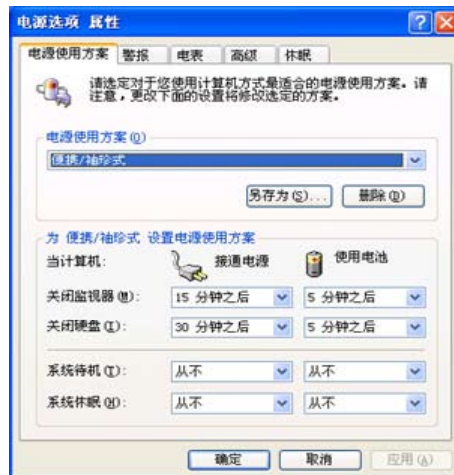 电源选项 属性
电源使用方案 警报 电表 高级 休眠
请选定对于您使用计算机方式最适合的电源使用方案。请
注意，更改下面的设置将修改选定的方案。
电源使用方案(O)
便携/袖珍式
另存为(S)... 删除(D)
为 便携/袖珍式 设置电源使用方案
当计算机: 接通电源 使用电池
关闭监视器(M): 15 分钟之后 5 分钟之后
关闭硬盘(I): 30 分钟之后 5 分钟之后
系统待机(T): 从不 从不
系统休眠(H): 从不 从不
确定 取消 应用(A)